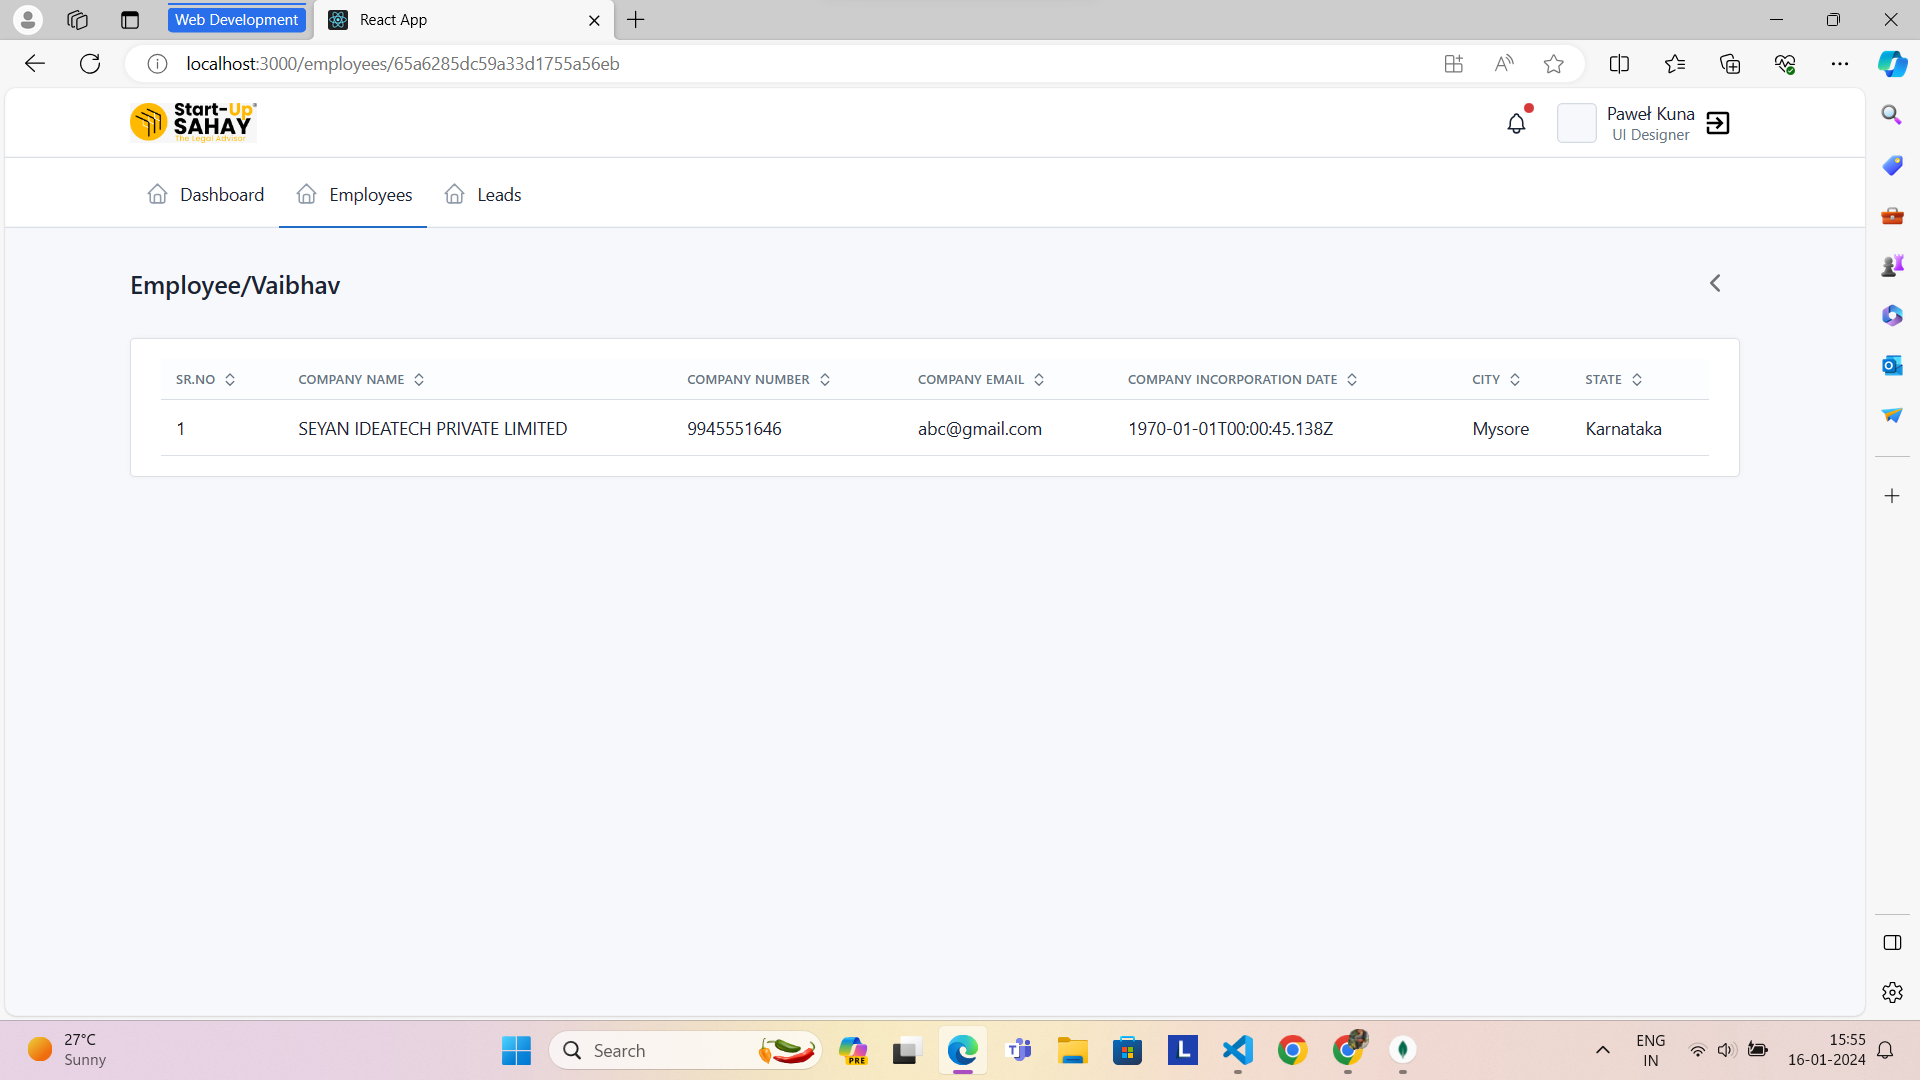 Web Development
React App
localhost:3000/employees/65a6285dc59a33d1755a56eb
Start-Up
SAHAY
The Legal Advisor
Paweł Kuna
UI Designer
Dashboard Employees Leads
Employee/Vaibhav
SR.NO COMPANY NAME COMPANY NUMBER COMPANY EMAIL COMPANY INCORPORATION DATE CITY STATE
1 SEYAN IDEATECH PRIVATE LIMITED 9945551646 abc@gmail.com 1970-01-01T00:00:45.138Z Mysore Karnataka
27°C
Sunny
Search
PRE
L
ENG
IN
15:55
16-01-2024